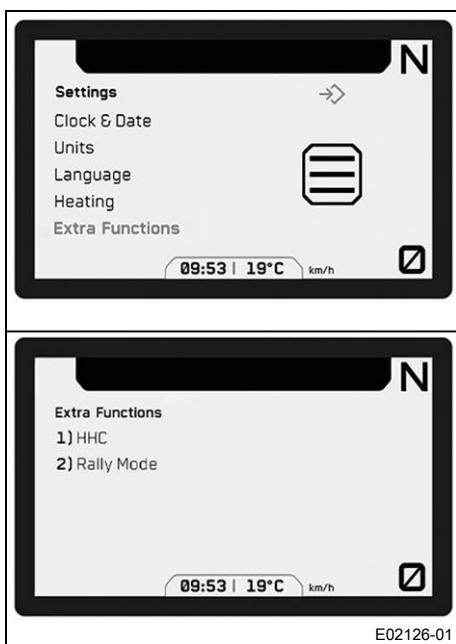 N
Settings
Clock & Date
Units
Language
Heating
Extra Functions
09:53 | 19°C km/h
0
N
Extra Functions
1) HHC
2) Rally Mode
09:53 | 19°C km/h
0
E02126-01